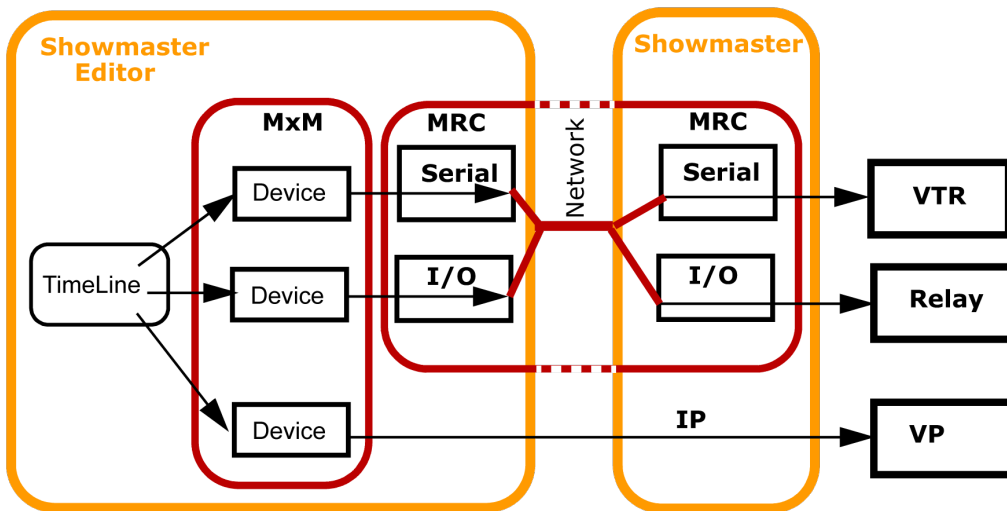 Showmaster
Editor
Showmaster
MxM
MRC
Network
MRC
Serial
Serial
Device
VTR
TimeLine
Device
I/O
I/O
Relay
Device
IP
VP